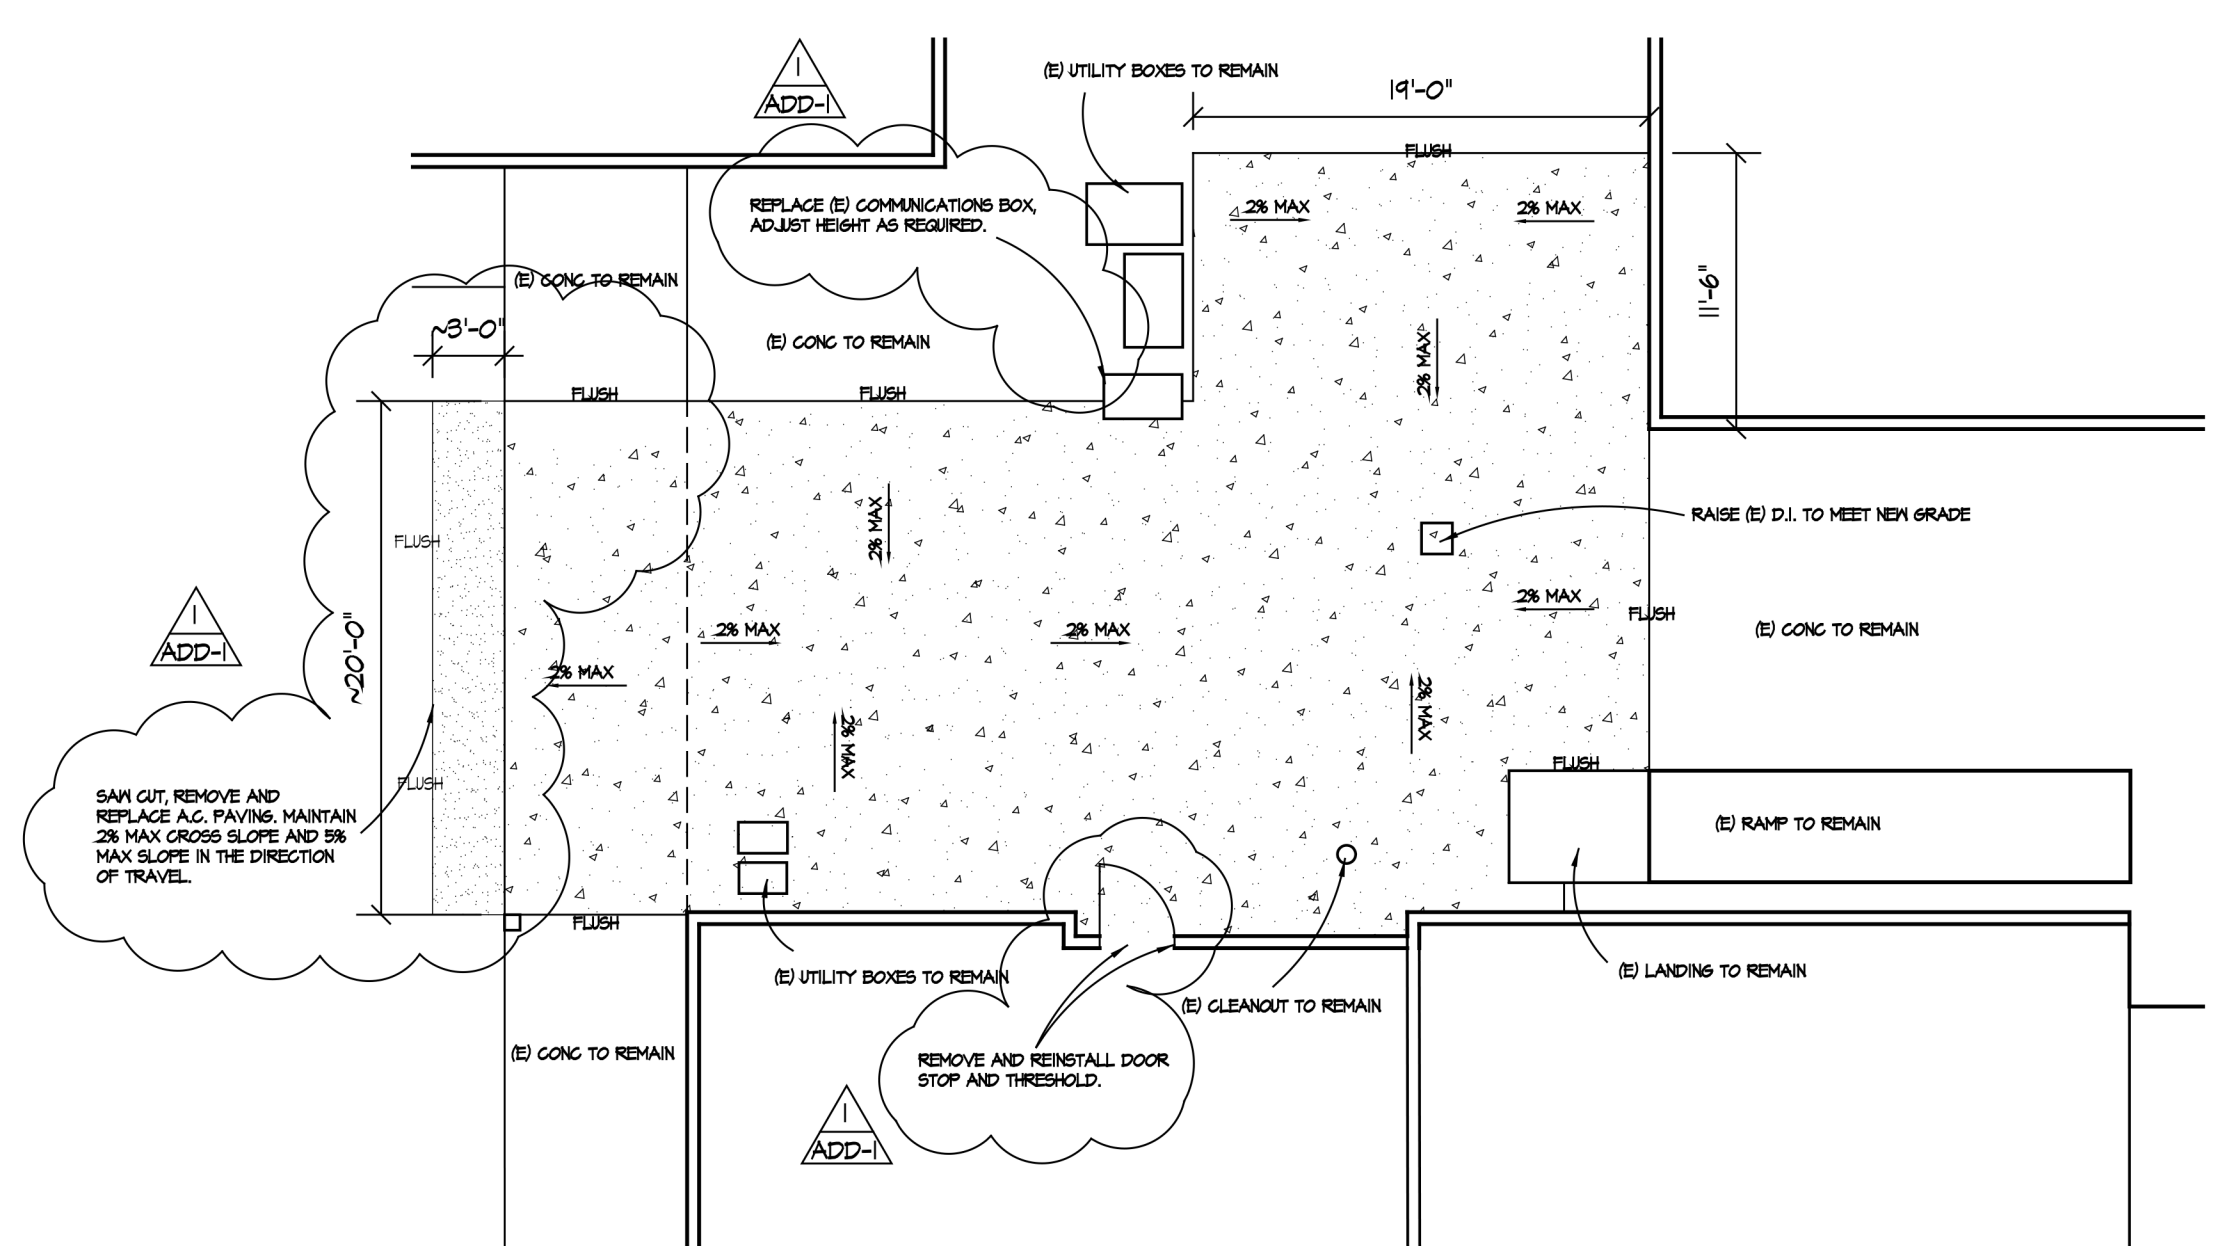 1
ADD-1
(E) UTILITY BOXES TO REMAIN
19'-0"
FLUSH
REPLACE (E) COMMUNICATIONS BOX,
ADJUST HEIGHT AS REQUIRED.
2% MAX
2% MAX
(E) CONC TO REMAIN
11'-6"
~3'-0"
(E) CONC TO REMAIN
2% MAX
FLUSH
FLUSH
RAISE (E) D.I. TO MEET NEW GRADE
2% MAX
FLUSH
2% MAX
FLUSH
1
ADD-1
~20'-0"
2% MAX
2% MAX
(E) CONC TO REMAIN
2% MAX
2% MAX
2% MAX
FLUSH
FLUSH
SAW CUT, REMOVE AND
REPLACE A.C. PAVING. MAINTAIN
2% MAX CROSS SLOPE AND 5%
MAX SLOPE IN THE DIRECTION
OF TRAVEL.
(E) RAMP TO REMAIN
FLUSH
(E) UTILITY BOXES TO REMAIN
(E) LANDING TO REMAIN
(E) CLEANOUT TO REMAIN
(E) CONC TO REMAIN
REMOVE AND REINSTALL DOOR
STOP AND THRESHOLD.
1
ADD-1